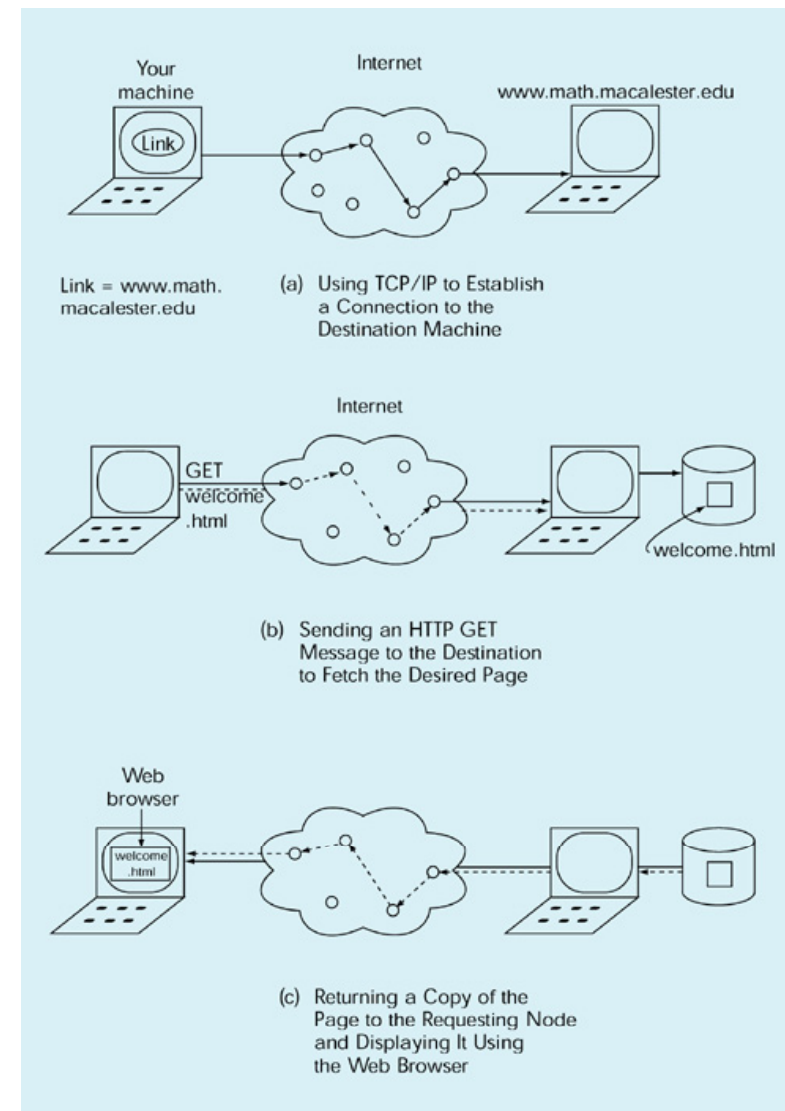 Your
machine
Internet
www.math.macalester.edu
Link
Link = www.math.
macalester.edu
(a) Using TCP/IP to Establish
a Connection to the
Destination Machine
Internet
GET
welcome
.html
welcome.html
(b) Sending an HTTP GET
Message to the Destination
to Fetch the Desired Page
Web
browser
welcome
.html
(c) Returning a Copy of the
Page to the Requesting Node
and Displaying It Using
the Web Browser